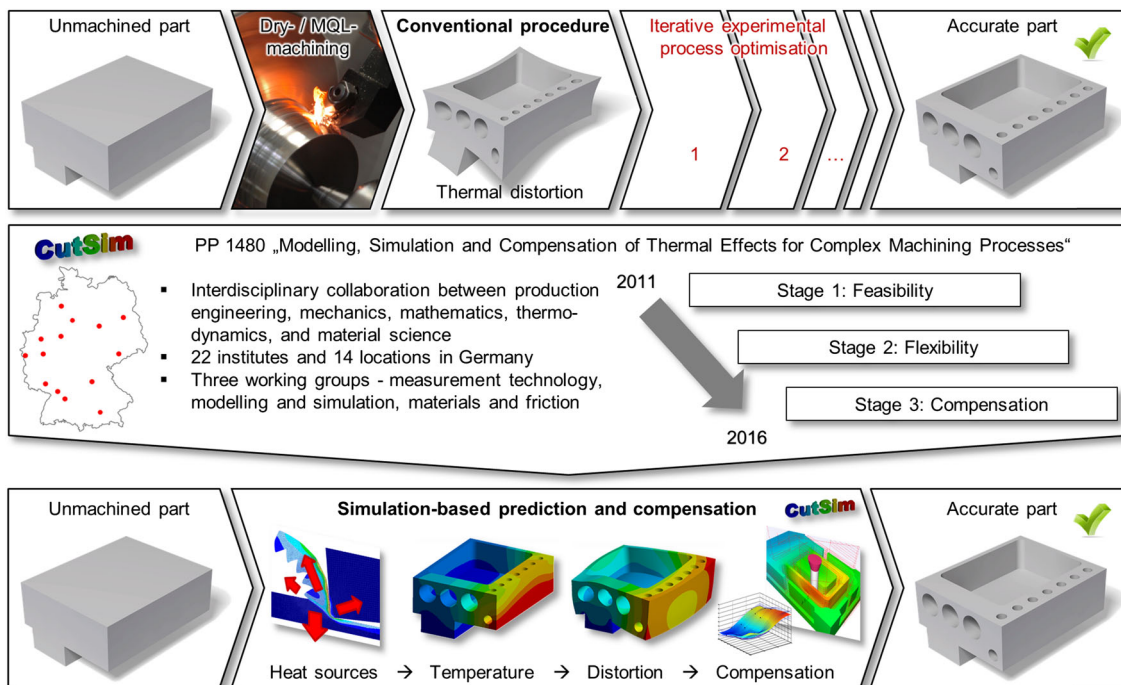 Unmachined part
Dry- / MQL-
machining
Conventional procedure
Thermal distortion
Iterative experimental
process optimisation
1
2
...
Accurate part
CutSim
PP 1480 „Modelling, Simulation and Compensation of Thermal Effects for Complex Machining Processes“
▪ Interdisciplinary collaboration between production
engineering, mechanics, mathematics, thermo-
dynamics, and material science
▪ 22 institutes and 14 locations in Germany
▪ Three working groups - measurement technology,
modelling and simulation, materials and friction
2011
2016
Stage 1: Feasibility
Stage 2: Flexibility
Stage 3: Compensation
Unmachined part
Simulation-based prediction and compensation
CutSim
Heat sources → Temperature → Distortion → Compensation
Accurate part